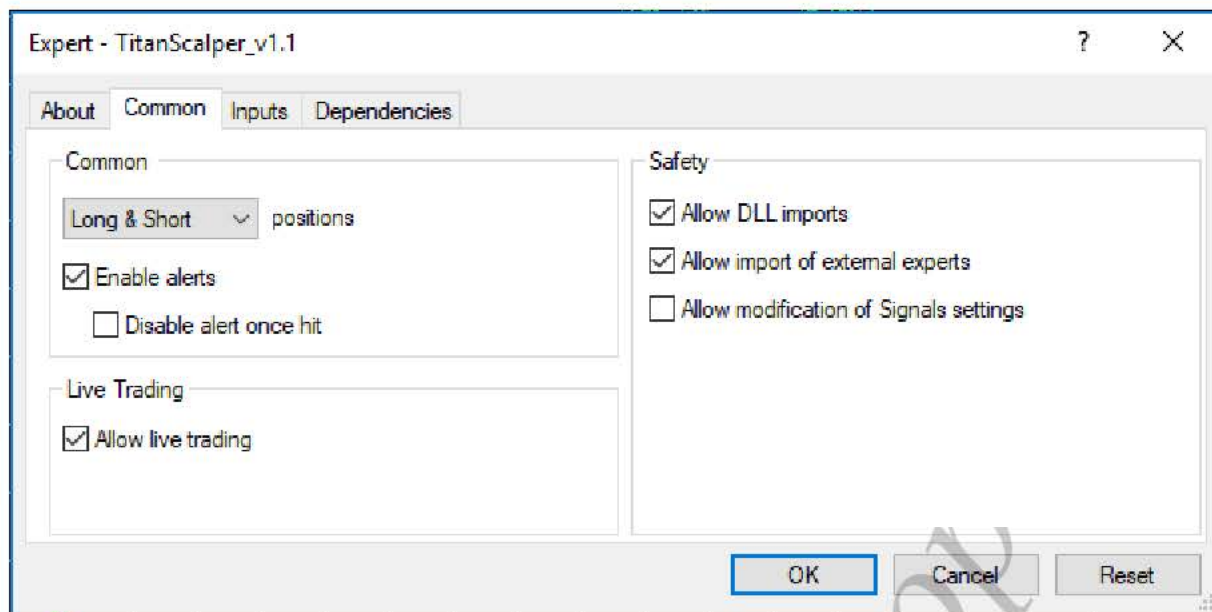 Expert - TitanScalper_v1.1
About Common Inputs Dependencies
Common
Long & Short positions
Enable alerts
Disable alert once hit
Live Trading
Allow live trading
Safety
Allow DLL imports
Allow import of external experts
Allow modification of Signals settings
OK Cancel Reset